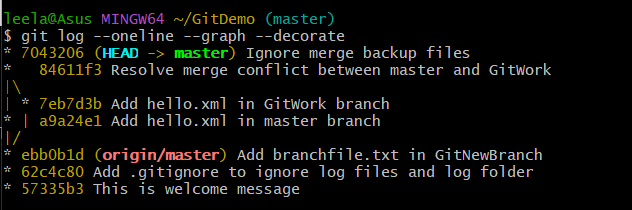 leela@Asus MINGW64 ~/GitDemo (master)
$ git log --oneline --graph --decorate
* 7043206 (HEAD -> master) Ignore merge backup files
*   84611f3 Resolve merge conflict between master and GitWork
|\
| * 7eb7d3b Add hello.xml in GitWork branch
* | a9a24e1 Add hello.xml in master branch
|/
* ebb0b1d (origin/master) Add branchfile.txt in GitNewBranch
* 62c4c80 Add .gitignore to ignore log files and log folder
* 57335b3 This is welcome message